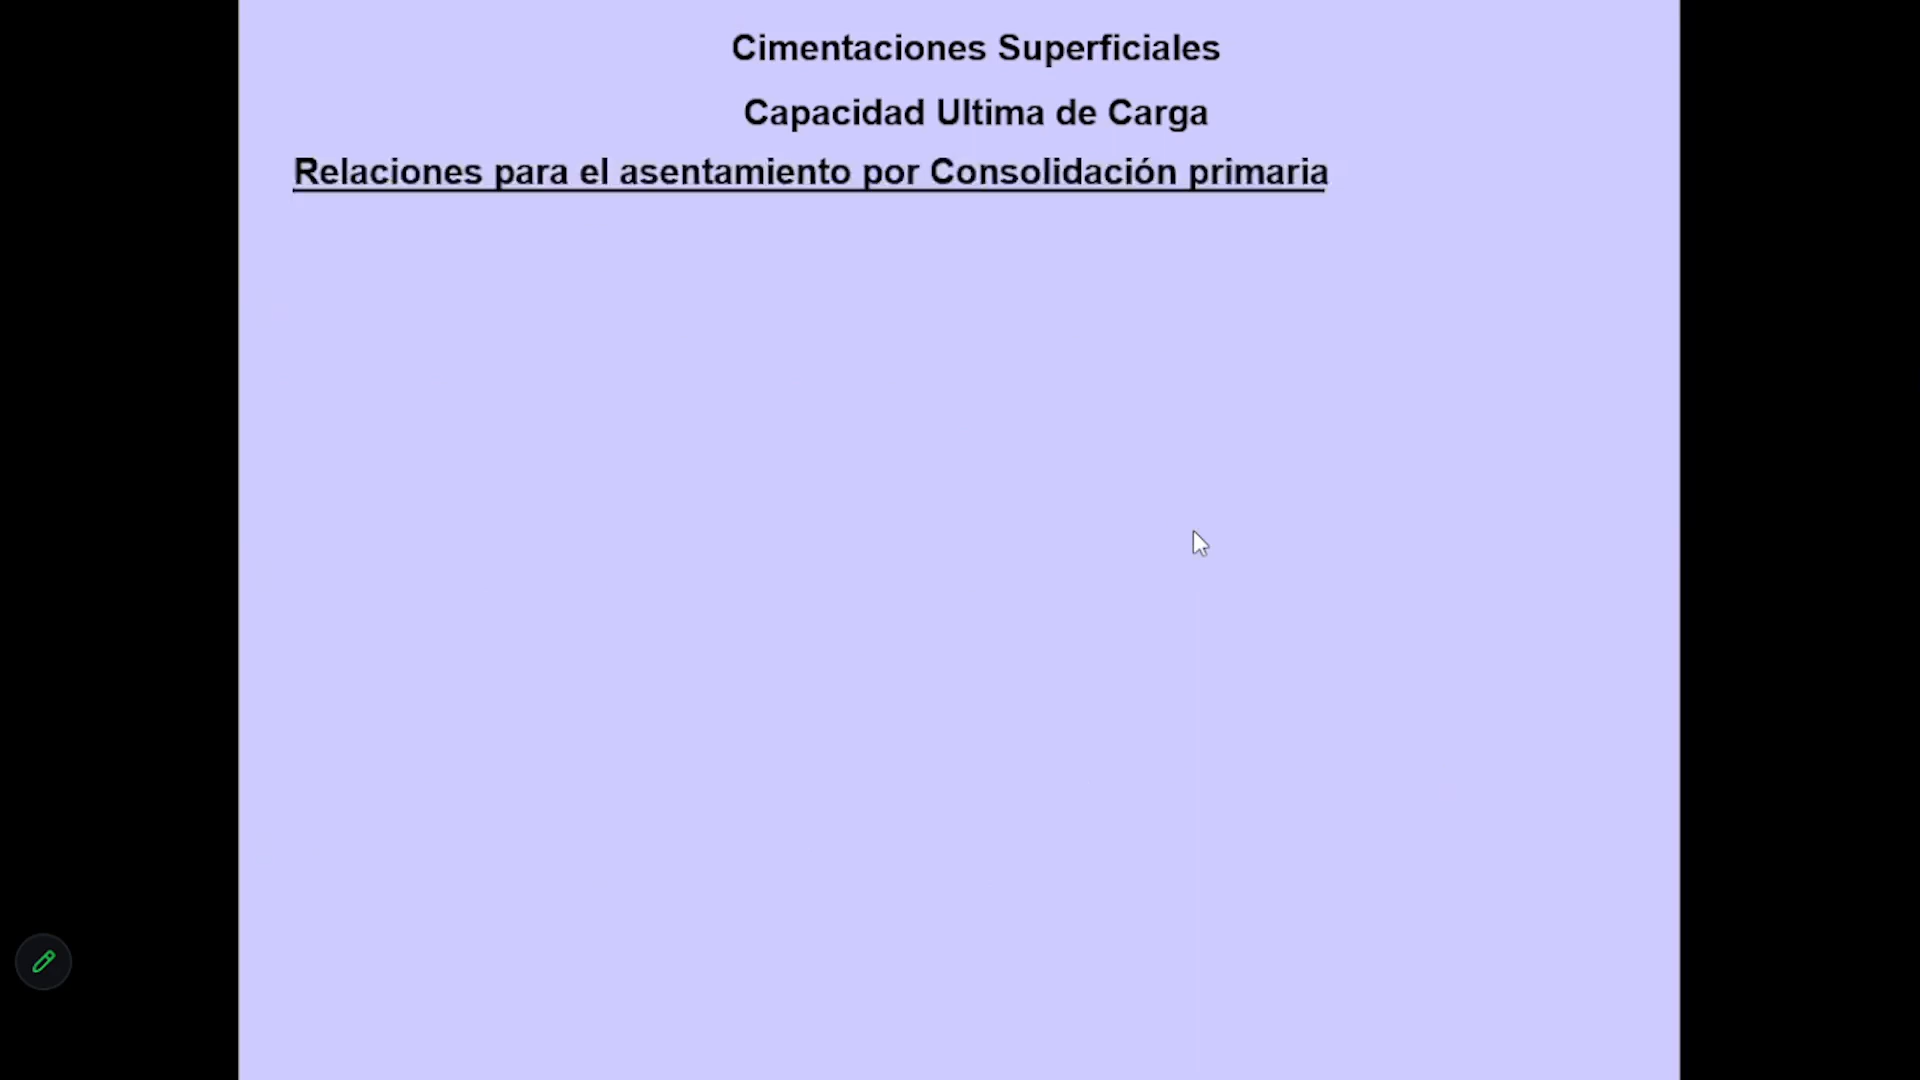 Cimentaciones Superficiales
Capacidad Ultima de Carga
Relaciones para el asentamiento por Consolidación primaria